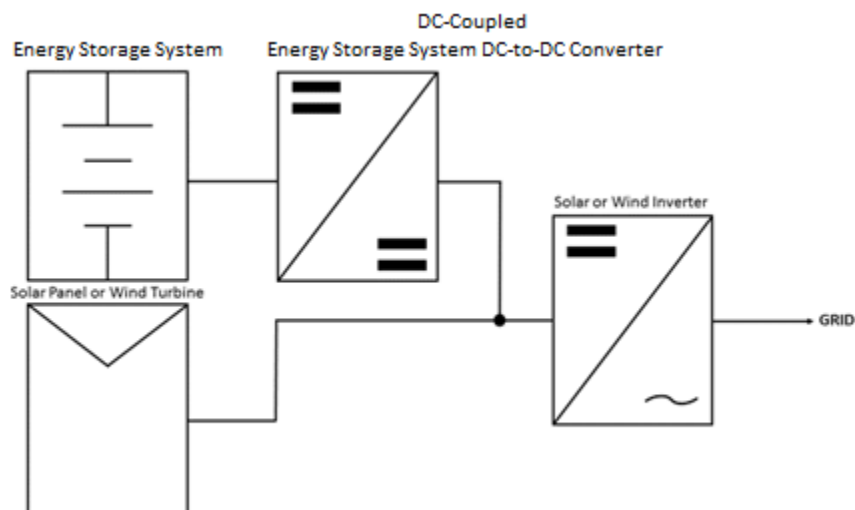 DC-Coupled
Energy Storage System
Energy Storage System DC-to-DC Converter
Solar or Wind Inverter
Solar Panel or Wind Turbine
GRID